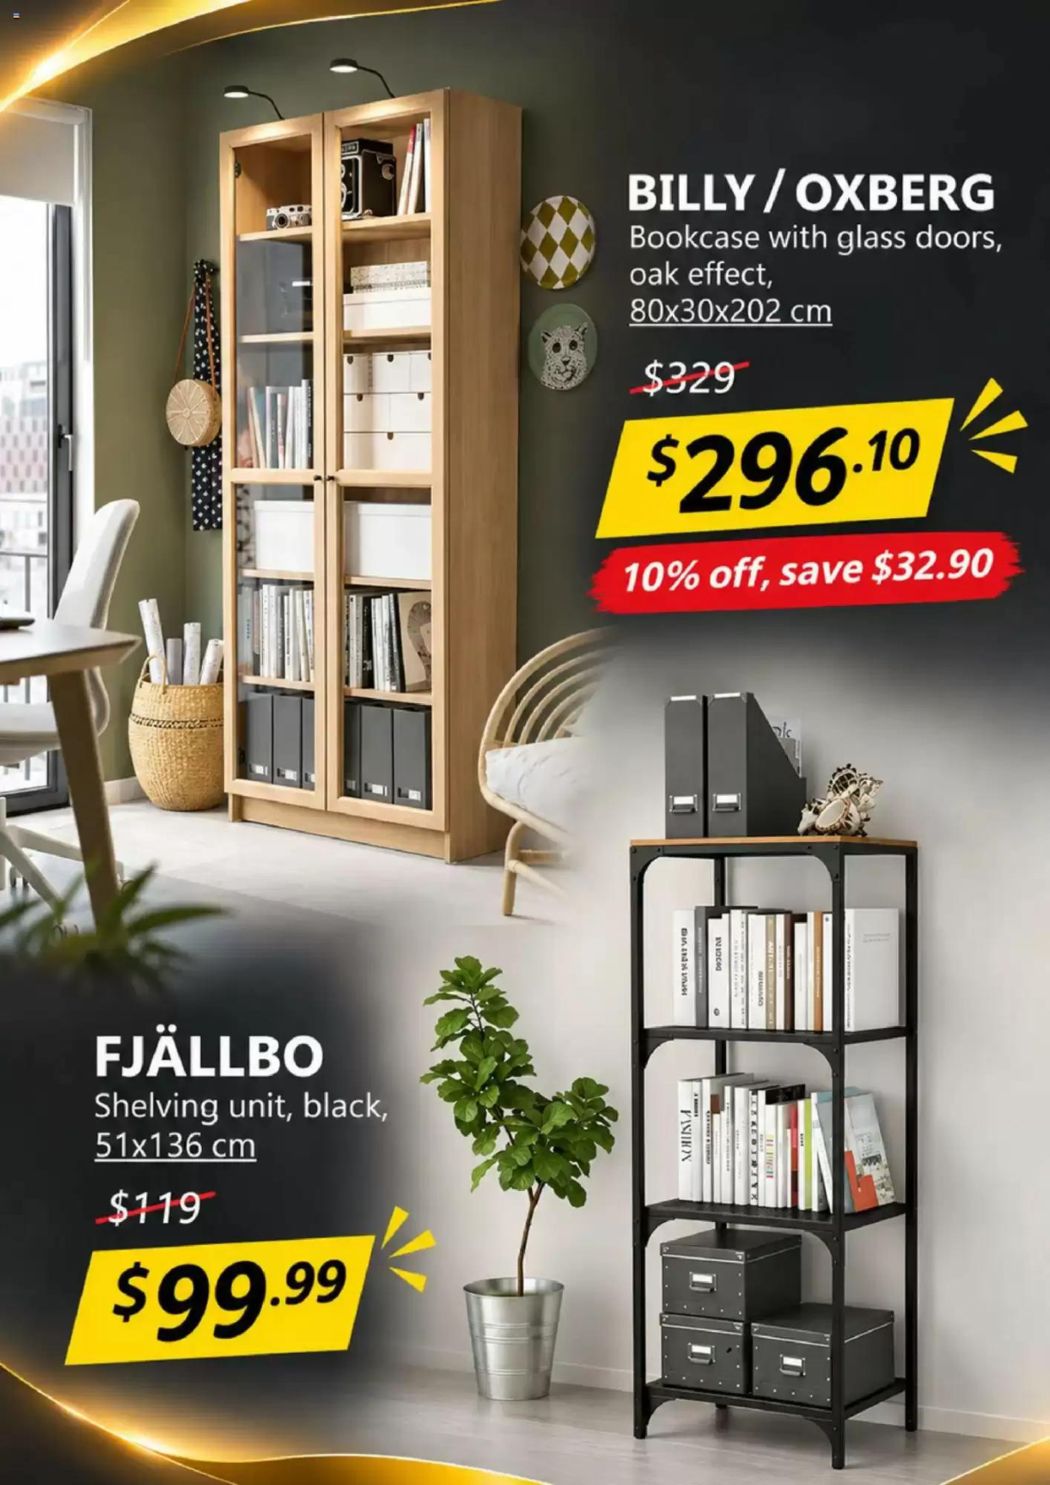 BILLY / OXBERG
Bookcase with glass doors,
oak effect,
80x30x202 cm
$329
$296.10
10% off, save $32.90
FJÄLLBO
Shelving unit, black,
51x136 cm
$119
$99.99
FASHION